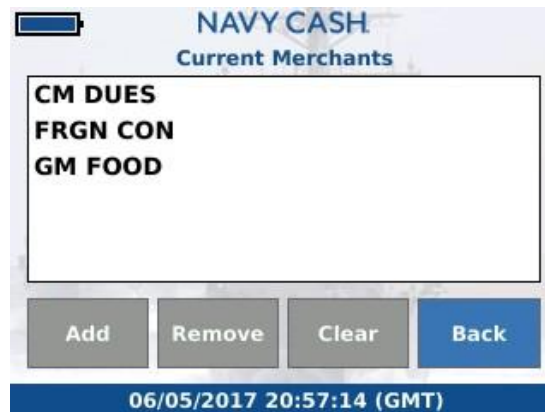 NAVY CASH
Current Merchants
CM DUES
FRGN CON
GM FOOD
Add Remove Clear Back
06/05/2017 20:57:14 (GMT)